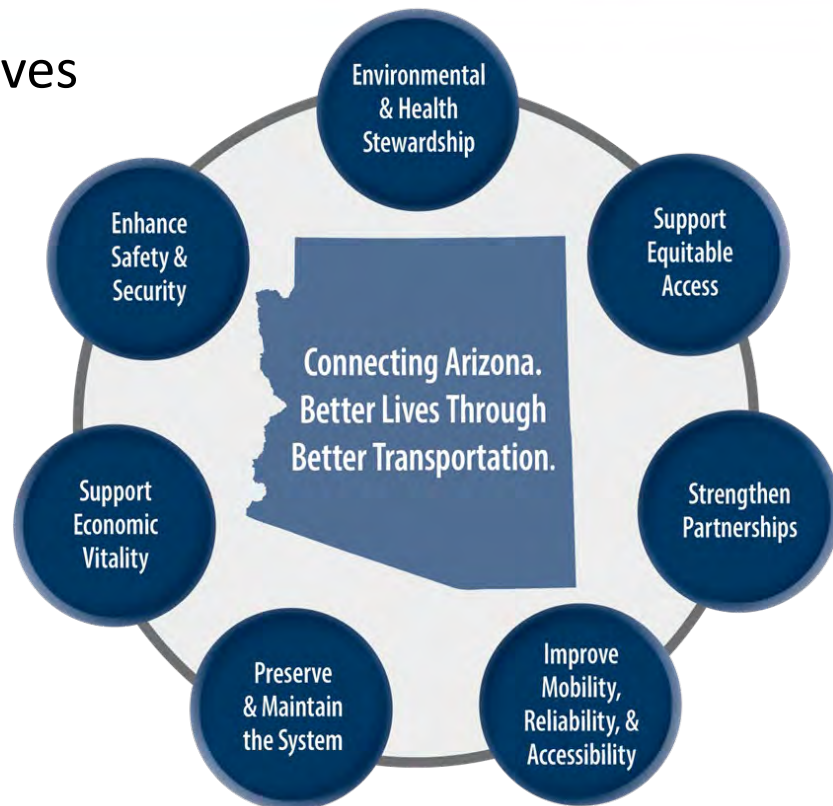 ves
Environmental
& Health
Stewardship
Support
Equitable
Access
Strengthen
Partnerships
Improve
Mobility,
Reliability, &
Accessibility
Preserve
& Maintain
the System
Support
Economic
Vitality
Enhance
Safety &
Security
Connecting Arizona.
Better Lives Through
Better Transportation.